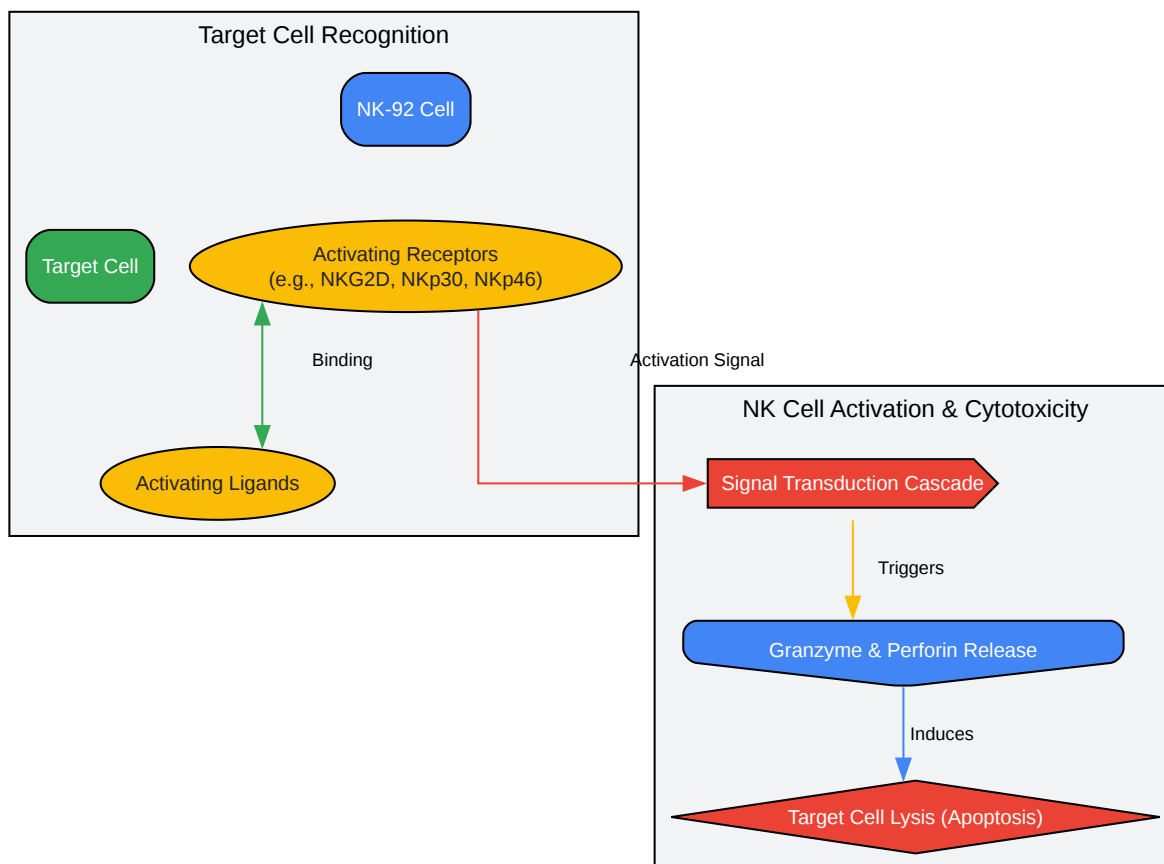 Target Cell Recognition
NK-92 Cell
Target Cell
Activating Receptors
(e.g., NKG2D, NKp30, NKp46)
Binding
Activation Signal
Activating Ligands
NK Cell Activation & Cytotoxicity
Signal Transduction Cascade
Triggers
Granzyme & Perforin Release
Induces
Target Cell Lysis (Apoptosis)